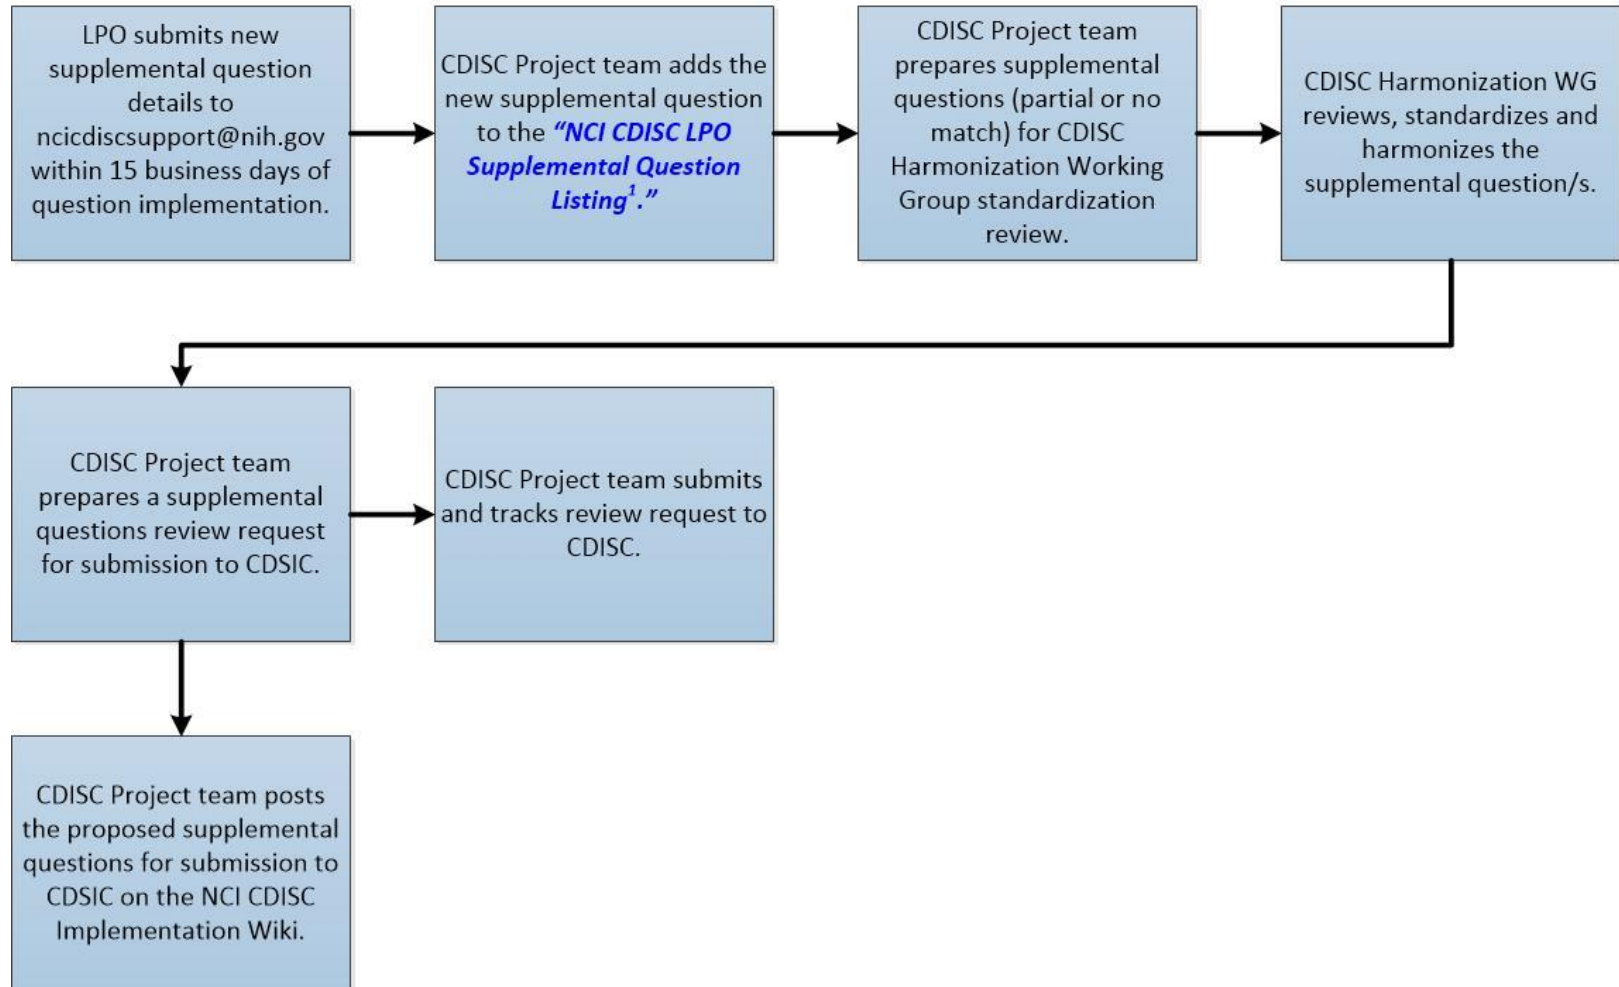 LPO submits new
supplemental question
details to
ncicdiscsupport@nih.gov
within 15 business days of
question implementation.
CDISC Project team adds the
new supplemental question
to the “NCI CDISC LPO
Supplemental Question
Listing1.”
CDISC Project team
prepares supplemental
questions (partial or no
match) for CDISC
Harmonization Working
Group standardization
review.
CDISC Harmonization WG
reviews, standardizes and
harmonizes the
supplemental question/s.
CDISC Project team
prepares a supplemental
questions review request
for submission to CDSIC.
CDISC Project team submits
and tracks review request to
CDISC.
CDISC Project team posts
the proposed supplemental
questions for submission to
CDSIC on the NCI CDISC
Implementation Wiki.